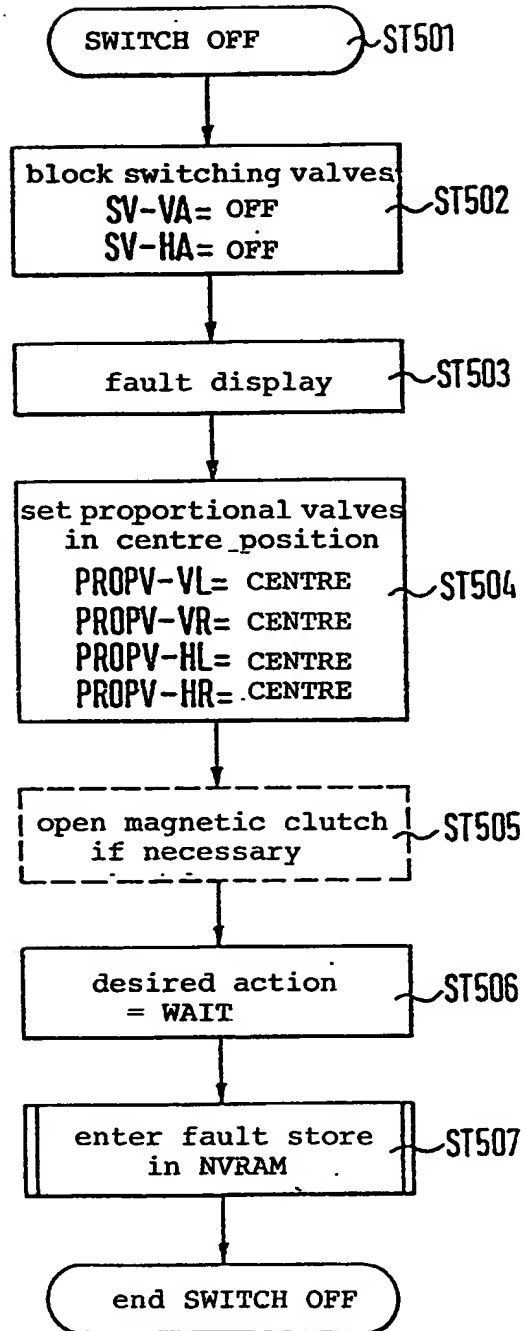 SWITCH OFF
ST501
block switching valves
SV-VA= OFF
SV-HA= OFF
ST502
fault display
ST503
set proportional valves
in centre position
PROPV-VL= CENTRE
PROPV-VR= CENTRE
PROPV-HL= CENTRE
PROPV-HR= CENTRE
ST504
open magnetic clutch
if necessary
ST505
desired action
= WAIT
ST506
enter fault store
in NVRAM
ST507
end SWITCH OFF